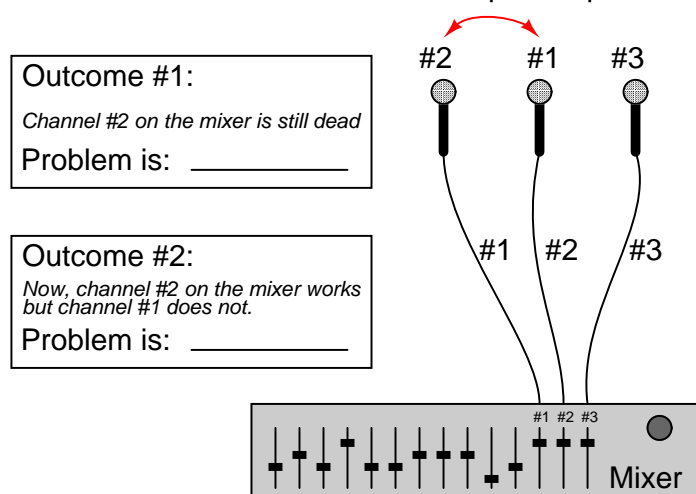 #2 #1 #3
Outcome #1:
Channel #2 on the mixer is still dead
Problem is:
#1 #2 #3
Outcome #2:
Now, channel #2 on the mixer works
but channel #1 does not.
Problem is:
#1 #2 #3
Mixer